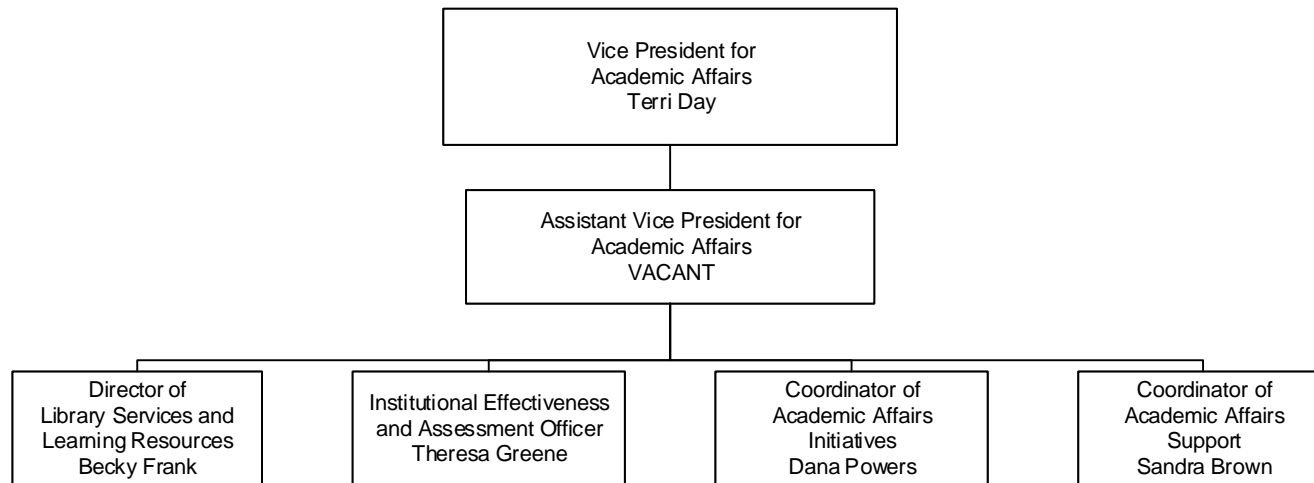 Vice President for
Academic Affairs
Terri Day
Assistant Vice President for
Academic Affairs
VACANT
Director of
Library Services and
Learning Resources
Becky Frank
Institutional Effectiveness
and Assessment Officer
Theresa Greene
Coordinator of
Academic Affairs
Initiatives
Dana Powers
Coordinator of
Academic Affairs
Support
Sandra Brown